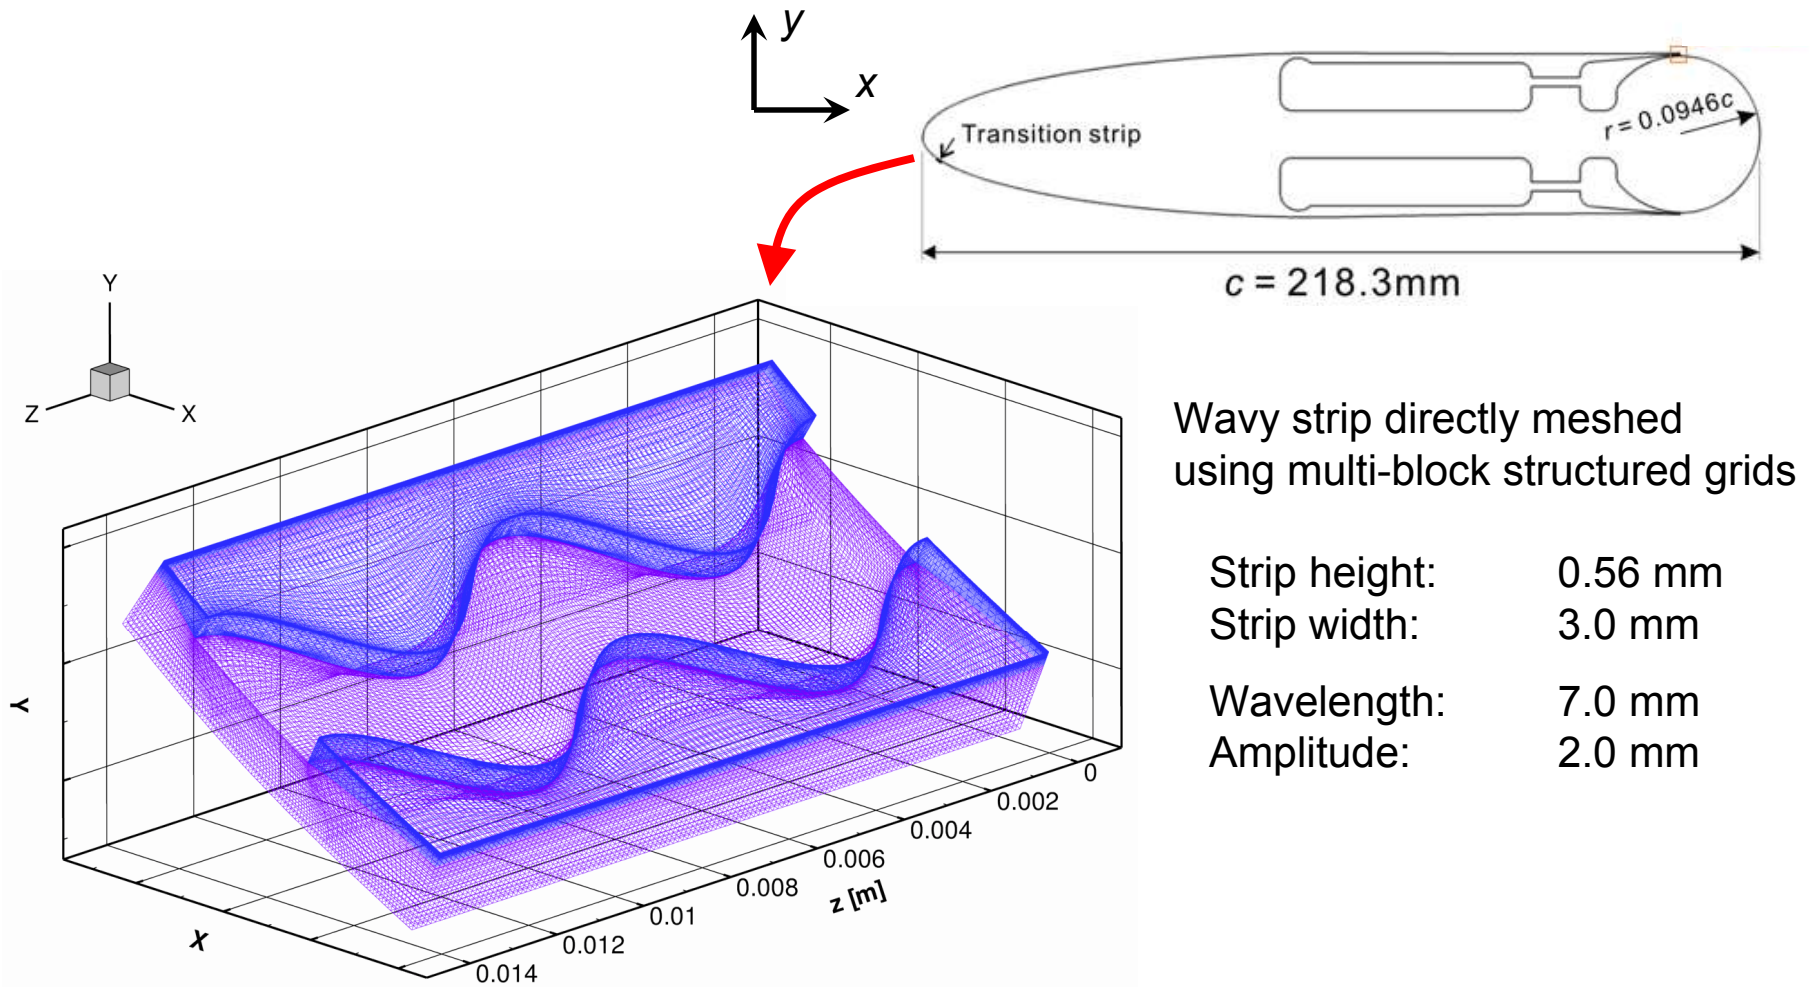 y
x
Transition strip
r = 0.0946c
c = 218.3mm
Y
Z
X
Wavy strip directly meshed
using multi-block structured grids
Strip height: 0.56 mm
Strip width: 3.0 mm
Wavelength: 7.0 mm
Amplitude: 2.0 mm
Y
X
z [m]
0
0.002
0.004
0.006
0.008
0.01
0.012
0.014